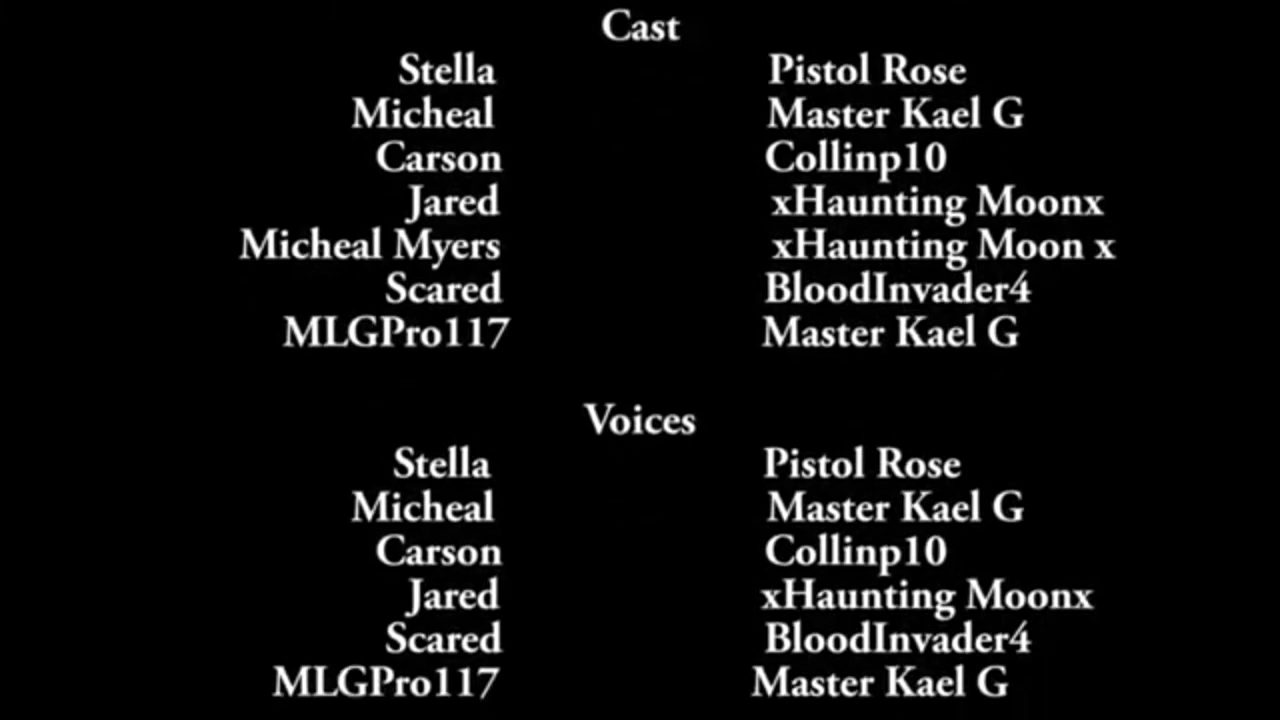 Cast
Stella Pistol Rose
Micheal Master Kael G
Carson Collinp10
Jared xHaunting Moonx
Micheal Myers xHaunting Moon x
Scared BloodInvader4
MLGPro117 Master Kael G
Voices
Stella Pistol Rose
Micheal Master Kael G
Carson Collinp10
Jared xHaunting Moonx
Scared BloodInvader4
MLGPro117 Master Kael G